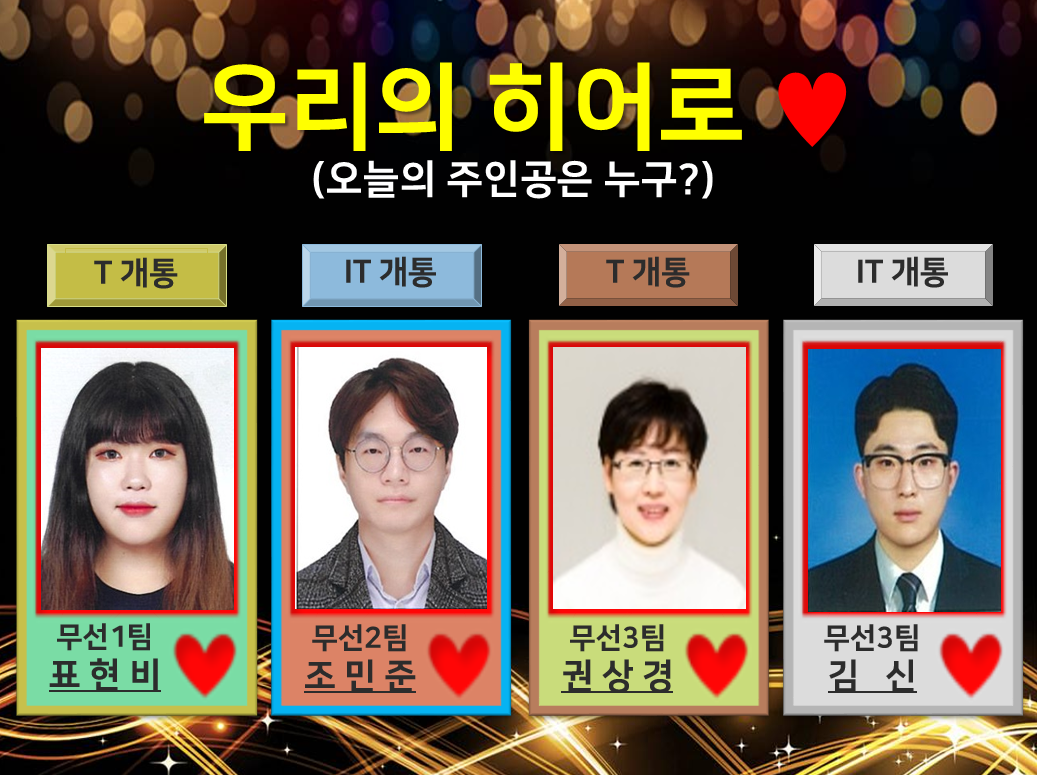 우리의 히어로 ♥
(오늘의 주인공은 누구?)
T 개통
IT 개통
T 개통
IT 개통
무선1팀
표 현 비
무선2팀
조 민 준
무선3팀
권 상 경
무선3팀
김 신